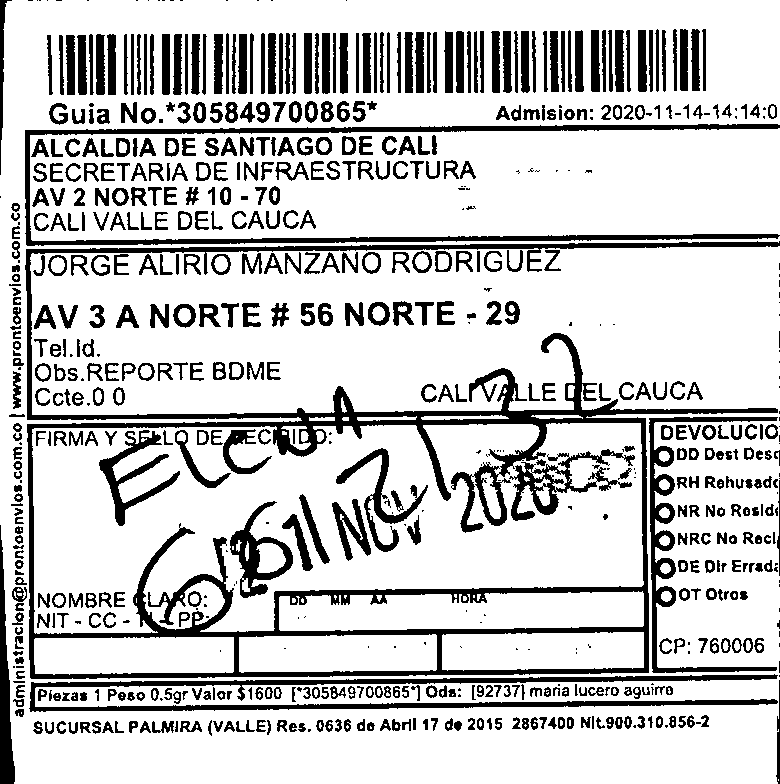 Guia No.*305849700865*
Admision: 2020-11-14-14:14:0
ALCALDIA DE SANTIAGO DE CALI
SECRETARIA DE INFRAESTRUCTURA
AV 2 NORTE # 10 - 70
CALI VALLE DEL CAUCA
JORGE ALIRIO MANZANO RODRIGUEZ
AV 3 A NORTE # 56 NORTE - 29
Tel.Id.
Obs.REPORTE BDME
Ccte.0 0
CALI VALLE DEL CAUCA
FIRMA Y SELLO DE RECIBIDO:
ELENA
NOV 2020
NOMBRE CLARO:
NIT - CC - TI - PP:
DD MM AA HORA
DEVOLUCIO
DD Dest Desc
RH Rehusado
NR No Reside
NRC No Recl
DE Dir Errada
OT Otros
CP: 760006
Piezas 1 Peso 0.5gr Valor $1600 [*305849700865*] Ods: [92737] maria lucero aguirre
SUCURSAL PALMIRA (VALLE) Res. 0636 de Abril 17 de 2015 2867400 Nit.900.310.856-2
administracion@prontoenvios.com.co | www.prontoenvios.com.co